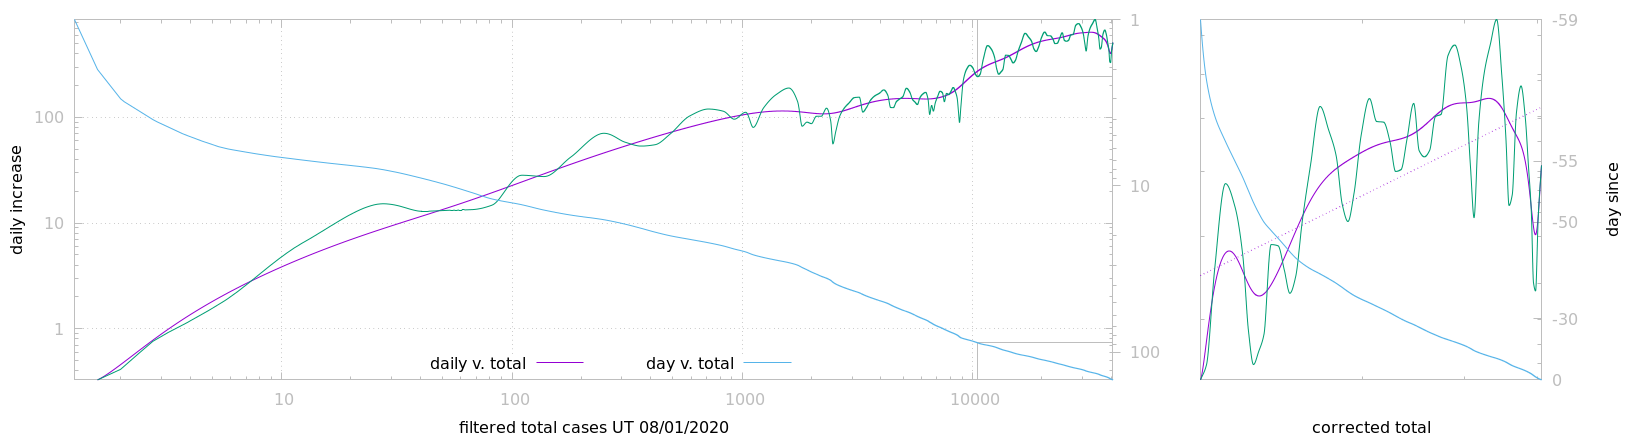 daily increase
100
10
1
10
100
1000
10000
filtered total cases UT 08/01/2020
daily v. total
day v. total
1
10
100
-59
-55
-50
-30
0
day since
corrected total